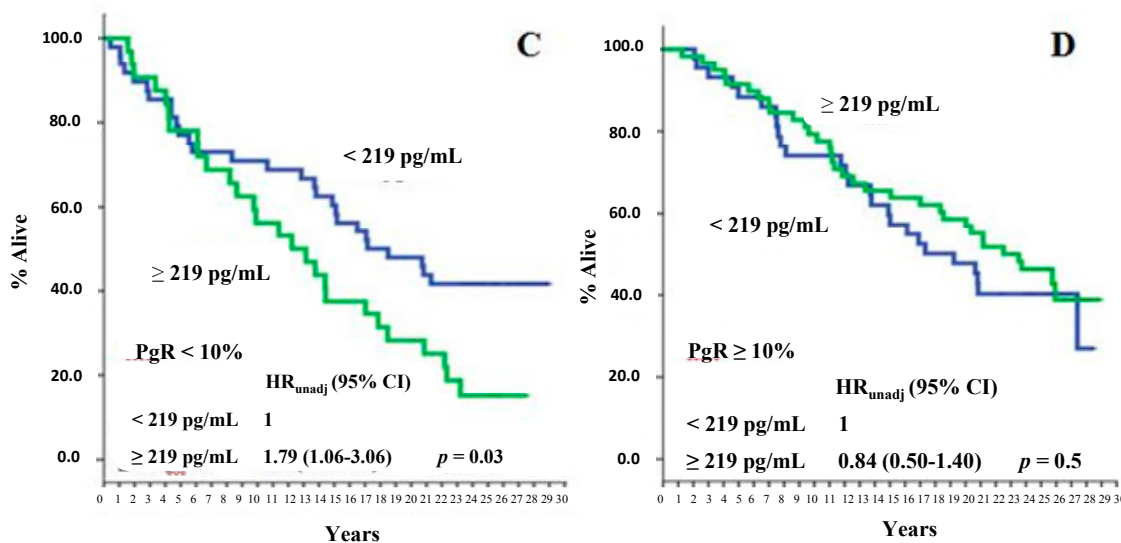 C
100.0
80.0
60.0
40.0
20.0
0.0
% Alive
< 219 pg/mL
≥ 219 pg/mL
PgR < 10%
HRunadj (95% CI)
< 219 pg/mL 1
≥ 219 pg/mL 1.79 (1.06-3.06) p = 0.03
0 1 2 3 4 5 6 7 8 9 10 11 12 13 14 15 16 17 18 19 20 21 22 23 24 25 26 27 28 29 30
Years
D
100.0
80.0
60.0
40.0
20.0
0.0
% Alive
≥ 219 pg/mL
< 219 pg/mL
PgR ≥ 10%
HRunadj (95% CI)
< 219 pg/mL 1
≥ 219 pg/mL 0.84 (0.50-1.40) p = 0.5
0 1 2 3 4 5 6 7 8 9 10 11 12 13 14 15 16 17 18 19 20 21 22 23 24 25 26 27 28 29 30
Years